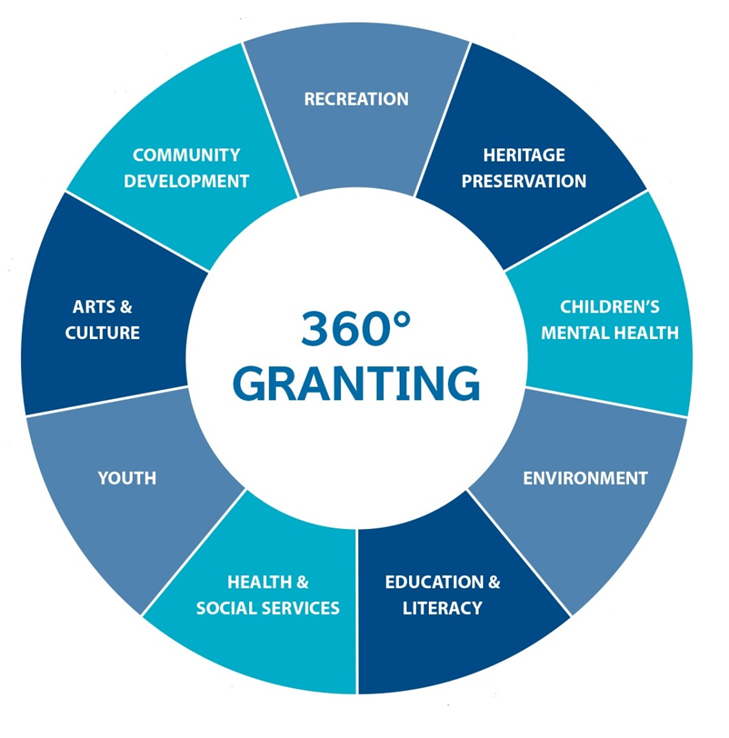 RECREATION
HERITAGE
PRESERVATION
CHILDREN'S
MENTAL HEALTH
ENVIRONMENT
EDUCATION &
LITERACY
HEALTH &
SOCIAL SERVICES
YOUTH
ARTS &
CULTURE
COMMUNITY
DEVELOPMENT
360°
GRANTING